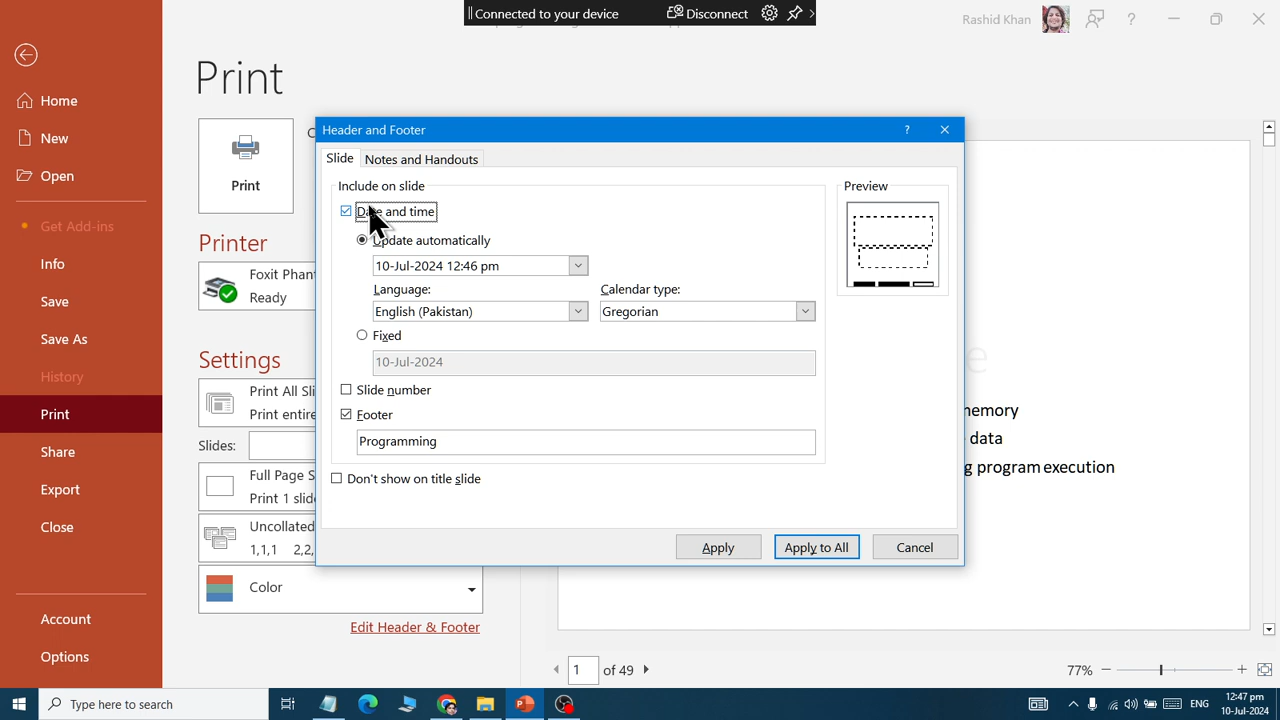 Connected to your device Disconnect
Rashid Khan ?
Print
Home
New
Open
Get Add-ins
Info
Save
Save As
History
Print
Share
Export
Close
Account
Options
Print
Printer
Foxit Phant
Ready
Settings
Print All Sli
Print entire
Slides:
Full Page S
Print 1 slide
Uncollated
1,1,1 2,2,
Color
Edit Header & Footer
Header and Footer ?
Slide Notes and Handouts
Include on slide
Date and time
Update automatically
10-Jul-2024 12:46 pm
Language: Calendar type:
English (Pakistan) Gregorian
Fixed
10-Jul-2024
Slide number
Footer
Programming
Don't show on title slide
Preview
Apply Apply to All Cancel
e
emory
data
g program execution
1 of 49
77%
Type here to search
ENG
12:47 pm
10-Jul-2024